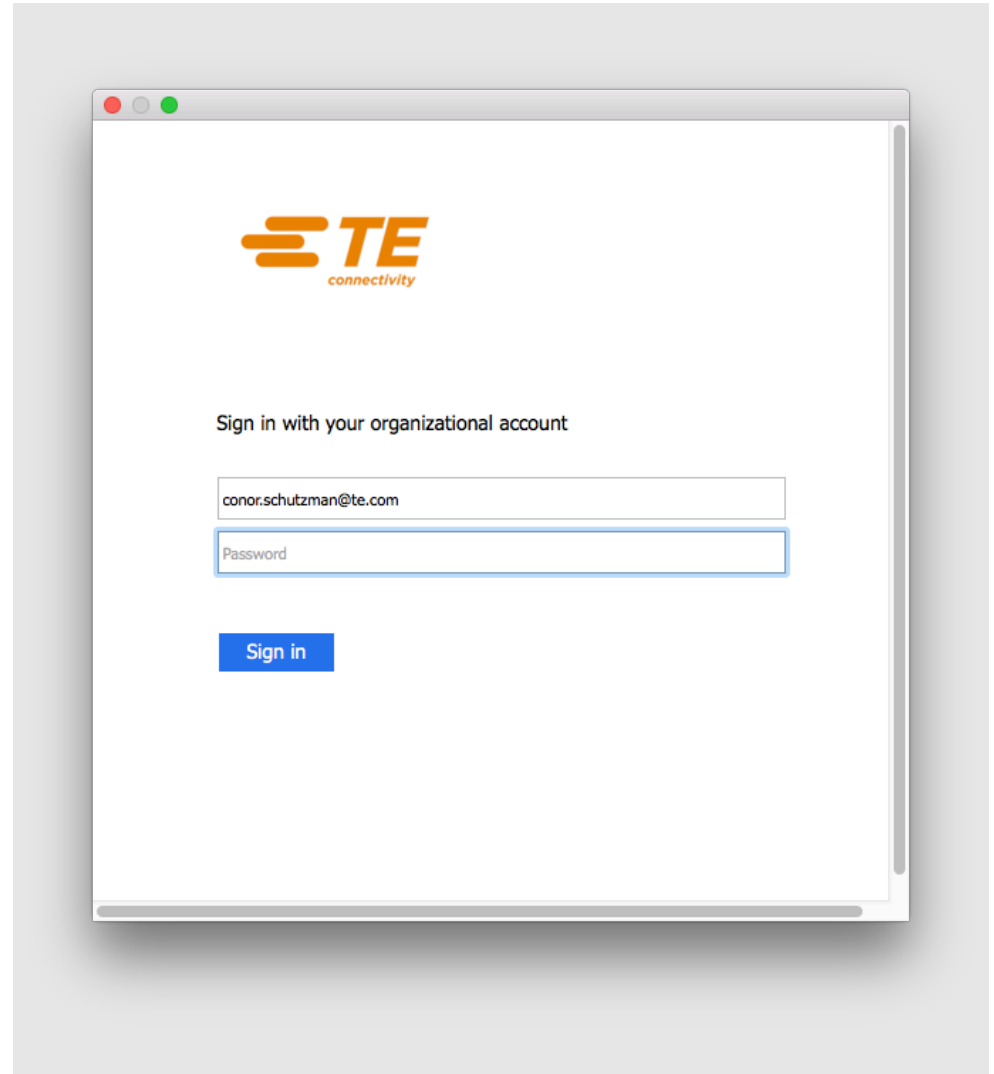 TE
connectivity
Sign in with your organizational account
conor.schutzman@te.com
Password
Sign in